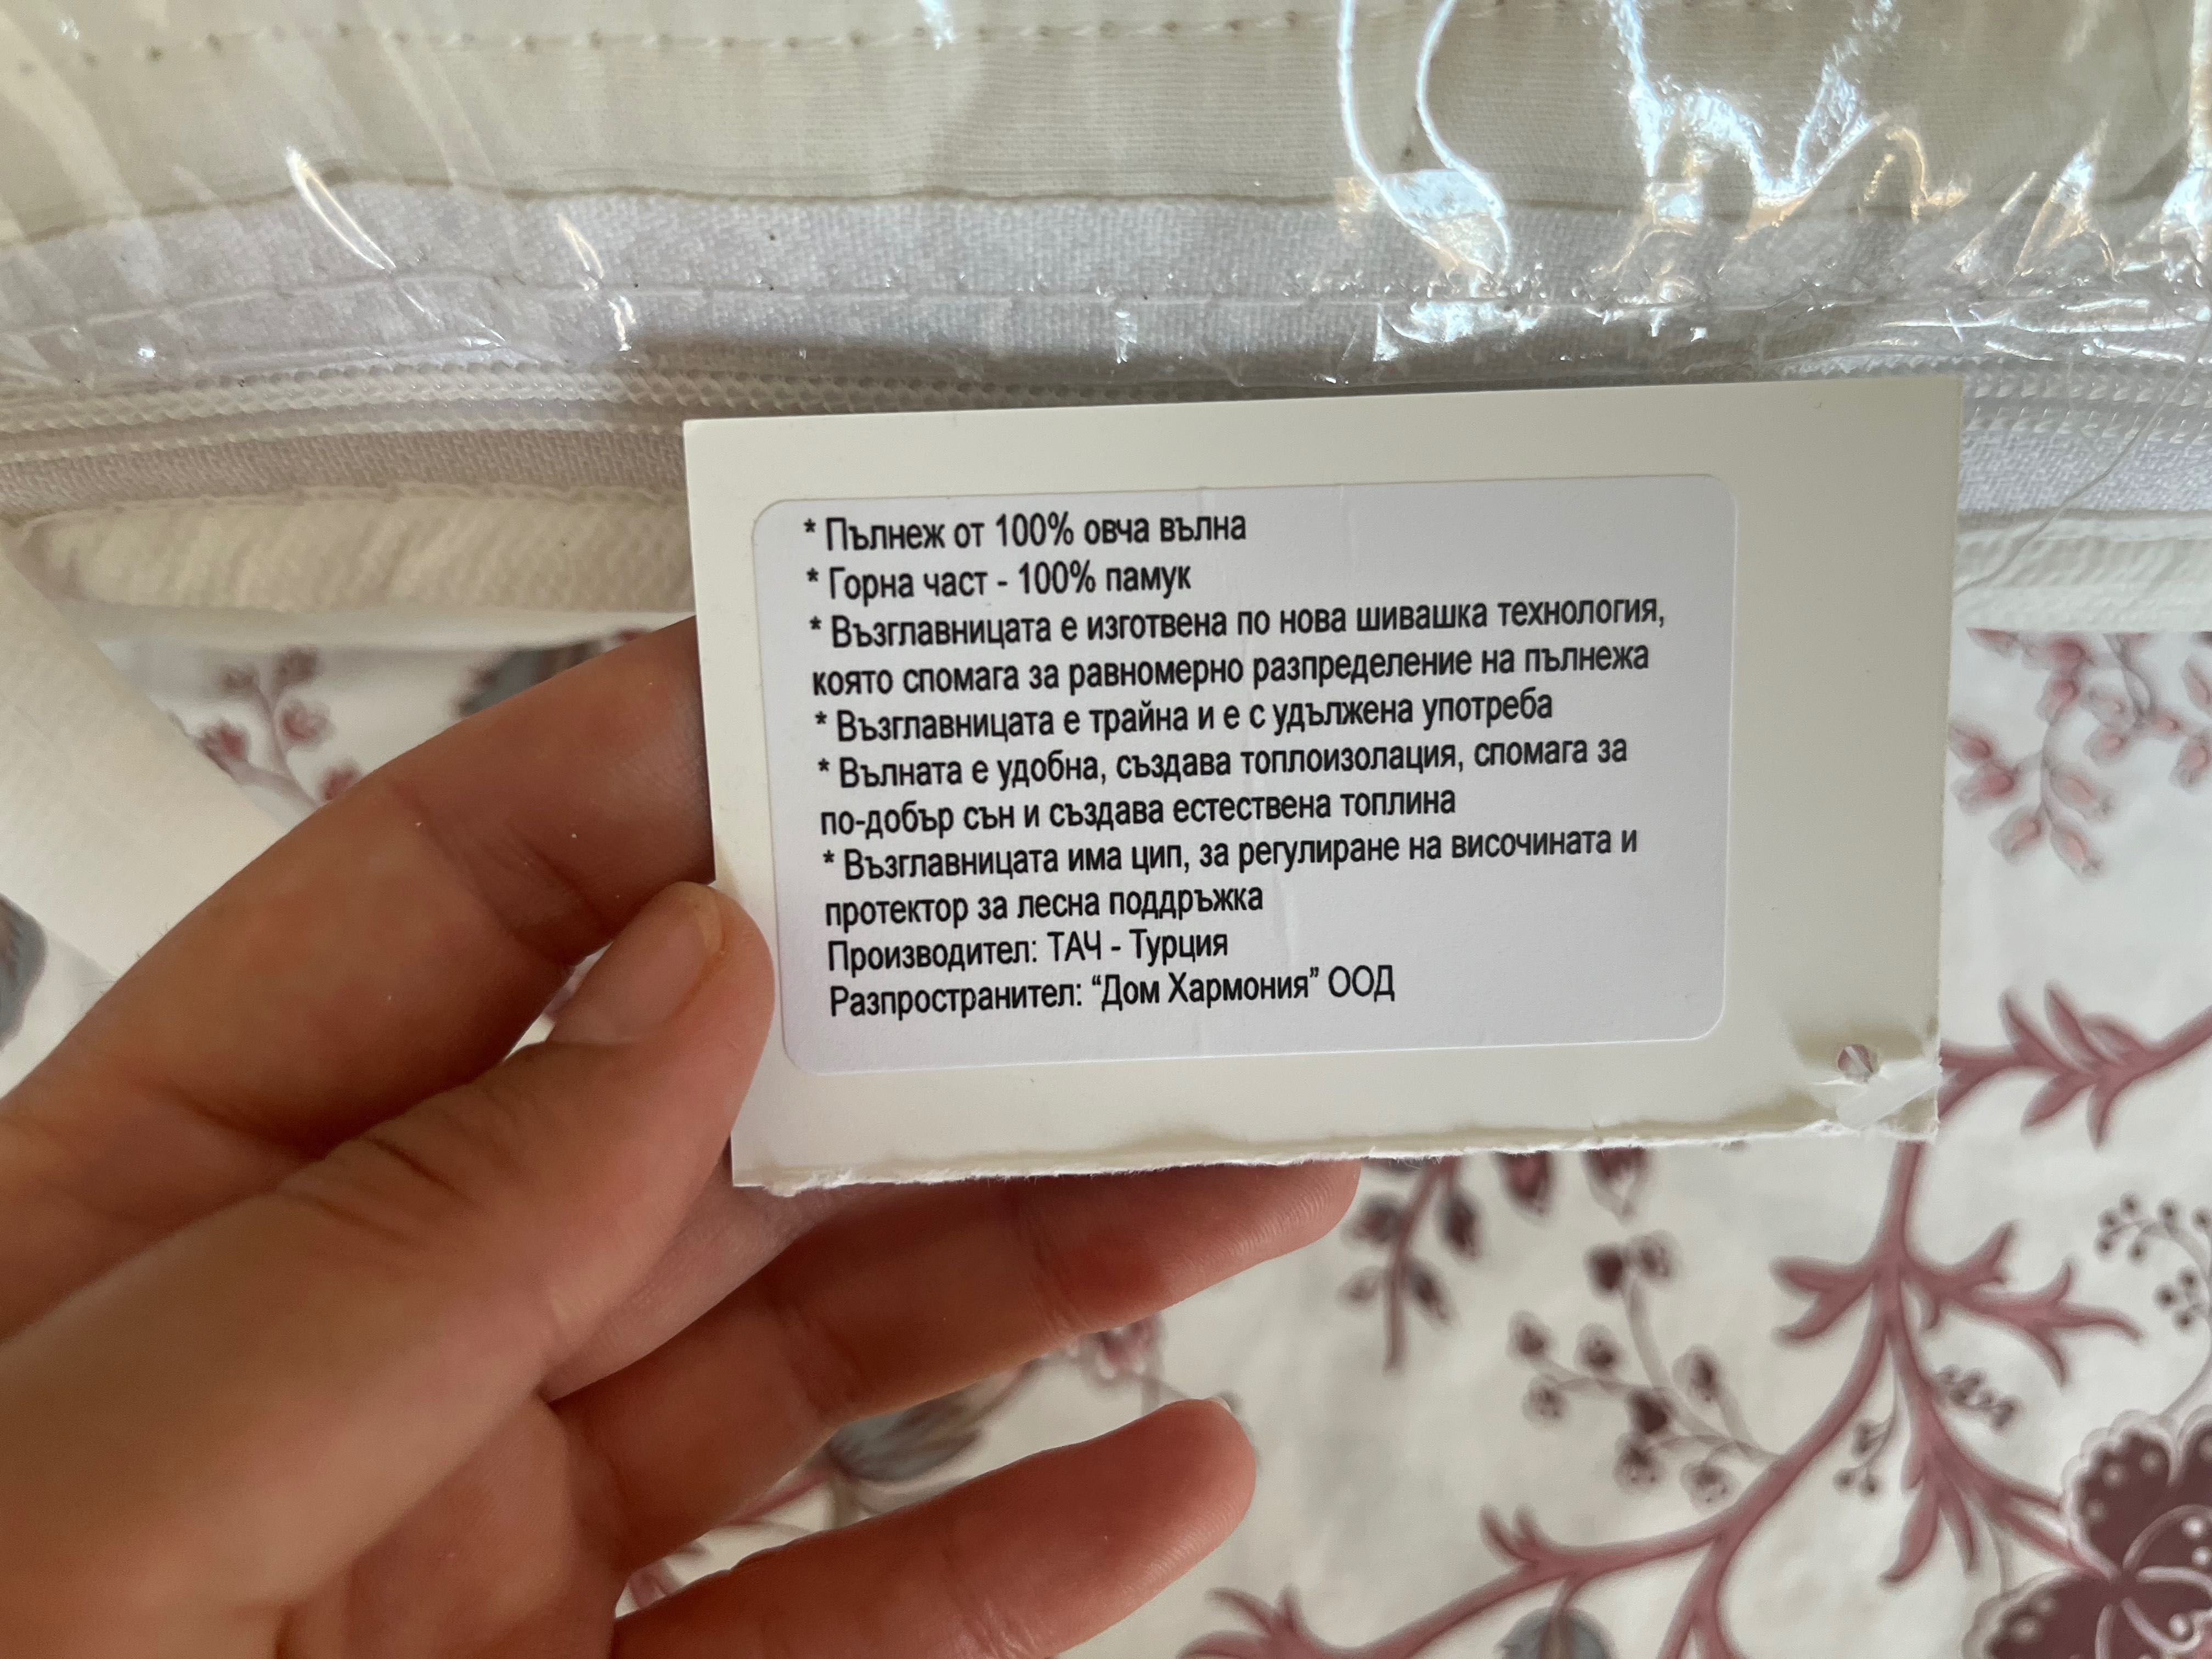 * Пълнеж от 100% овча вълна
* Горна част - 100% памук
* Възглавницата е изготвена по нова шивашка технология,
която спомага за равномерно разпределение на пълнежа
* Възглавницата е трайна и е с удължена употреба
* Вълната е удобна, създава топлоизолация, спомага за
по-добър сън и създава естествена топлина
* Възглавницата има цип, за регулиране на височината и
протектор за лесна поддръжка
Производител: ТАЧ - Турция
Разпространител: “Дом Хармония” ООД